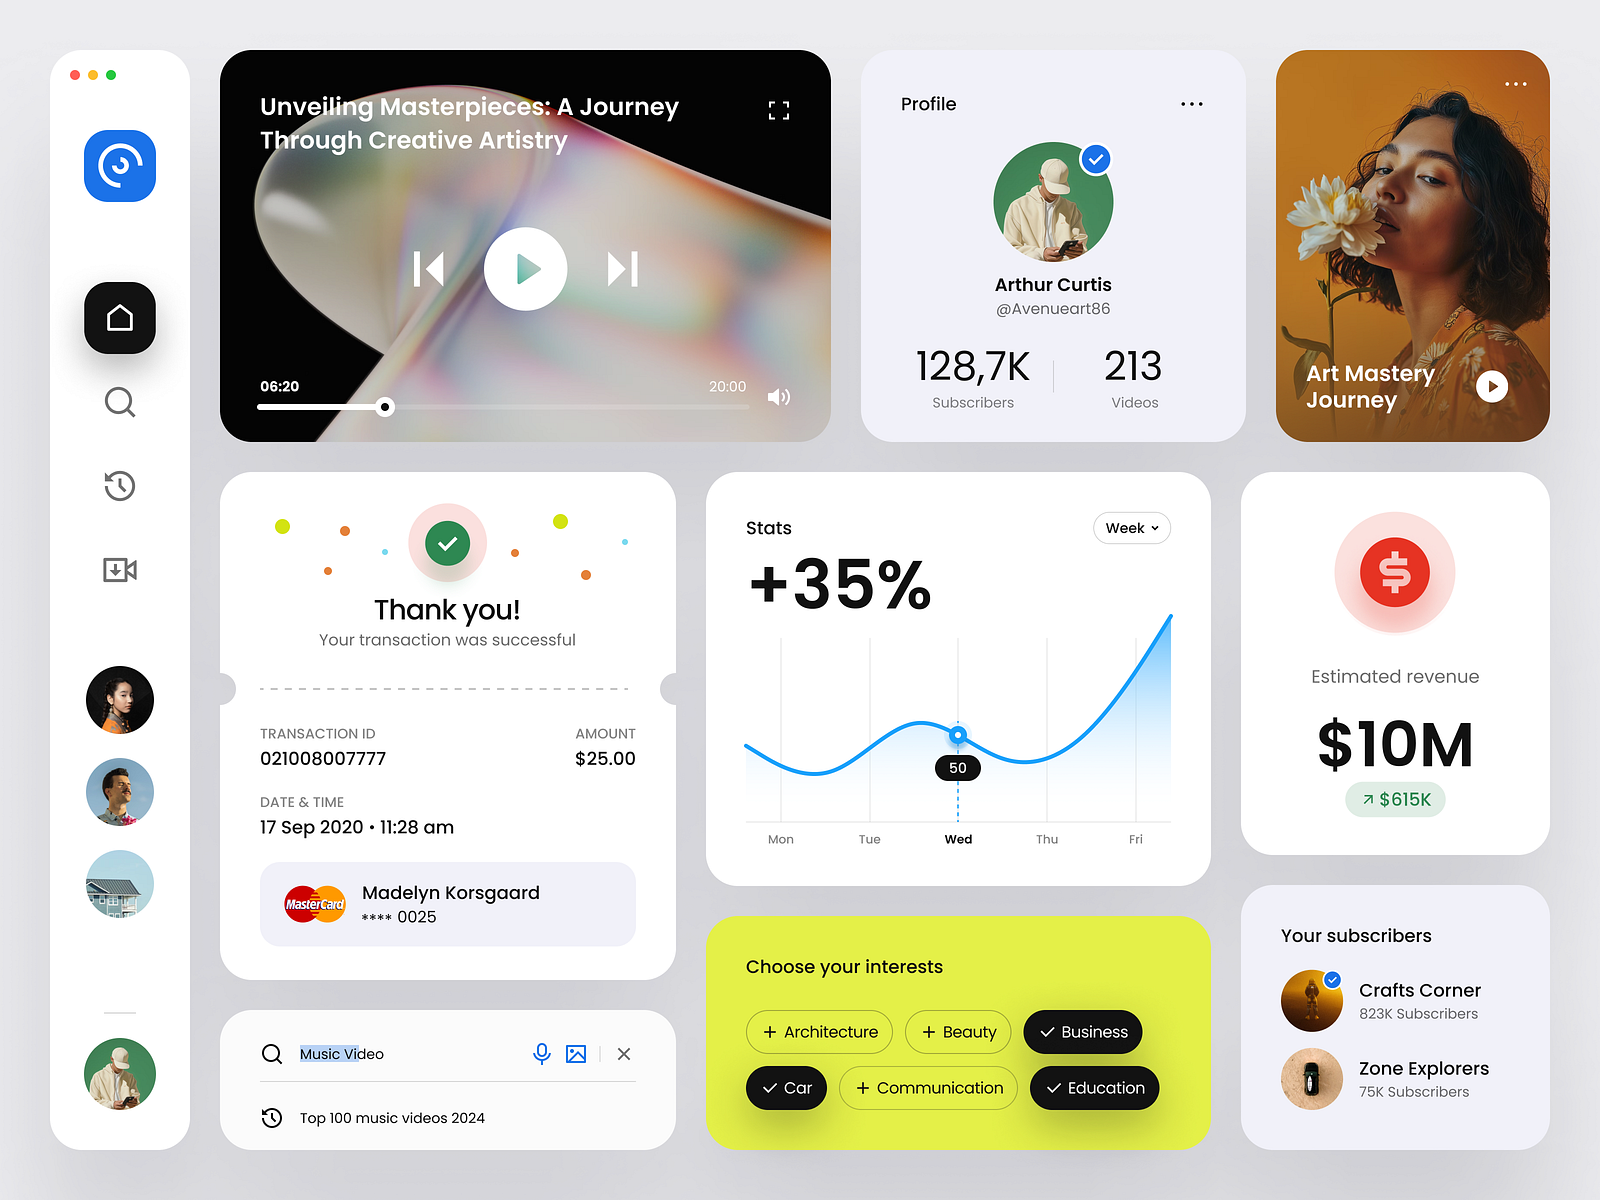 Unveiling Masterpieces: A Journey
Through Creative Artistry
06:20
20:00
Profile
Arthur Curtis
@Avenueart86
128,7K
213
Subscribers
Videos
Art Mastery
Journey
Thank you!
Your transaction was successful
TRANSACTION ID
AMOUNT
021008007777
$25.00
DATE & TIME
17 Sep 2020 • 11:28 am
MasterCard
Madelyn Korsgaard
**** 0025
Music Video
Top 100 music videos 2024
Stats
Week
+35%
50
Mon
Tue
Wed
Thu
Fri
Choose your interests
+ Architecture
+ Beauty
Business
Car
+ Communication
Education
Estimated revenue
$10M
$615K
Your subscribers
Crafts Corner
823K Subscribers
Zone Explorers
75K Subscribers